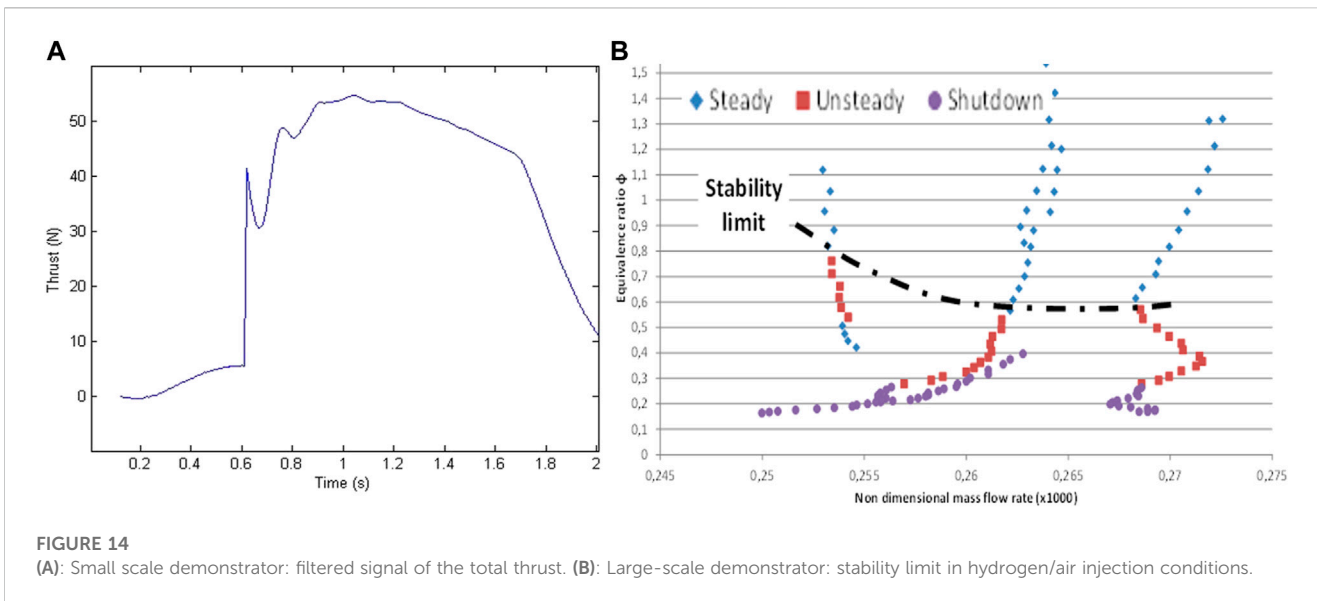 A
50
40
30
20
10
0
Thrust (N)
0.2 0.4 0.6 0.8 1 1.2 1.4 1.6 1.8 2
Time (s)
B
1,5
1,4
1,3
1,2
1,1
1
0,9
0,8
0,7
0,6
0,5
0,4
0,3
0,2
0,1
0
Equivalence ratio Φ
Steady Unsteady Shutdown
Stability
limit
0,245 0,25 0,255 0,26 0,265 0,27 0,275
Non dimensional mass flow rate (x1000)
FIGURE 14
(A): Small scale demonstrator: filtered signal of the total thrust. (B): Large-scale demonstrator: stability limit in hydrogen/air injection conditions.